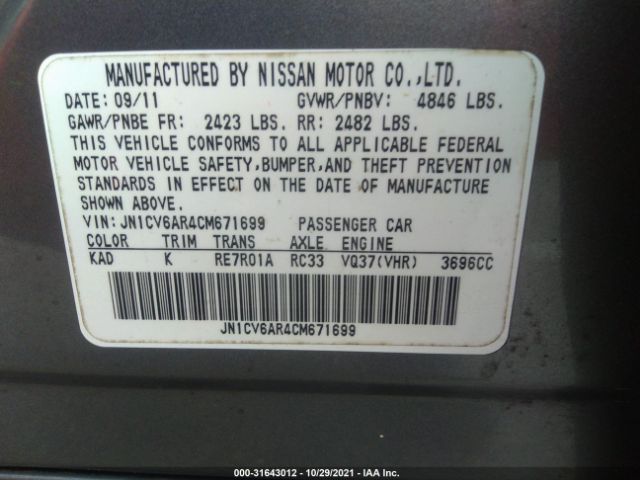 MANUFACTURED BY NISSAN MOTOR CO.,LTD.
DATE: 09/11 GVWR/PNBV: 4846 LBS.
GAWR/PNBE FR: 2423 LBS. RR: 2482 LBS.
THIS VEHICLE CONFORMS TO ALL APPLICABLE FEDERAL
MOTOR VEHICLE SAFETY,BUMPER,AND THEFT PREVENTION
STANDARDS IN EFFECT ON THE DATE OF MANUFACTURE
SHOWN ABOVE.
VIN:JN1CV6AR4CM671699 PASSENGER CAR
COLOR TRIM TRANS AXLE ENGINE
KAD K RE7R01A RC33 VQ37(VHR) 3696CC
JN1CV6AR4CM671699
000-31643012 - 10/29/2021 - IAA Inc.